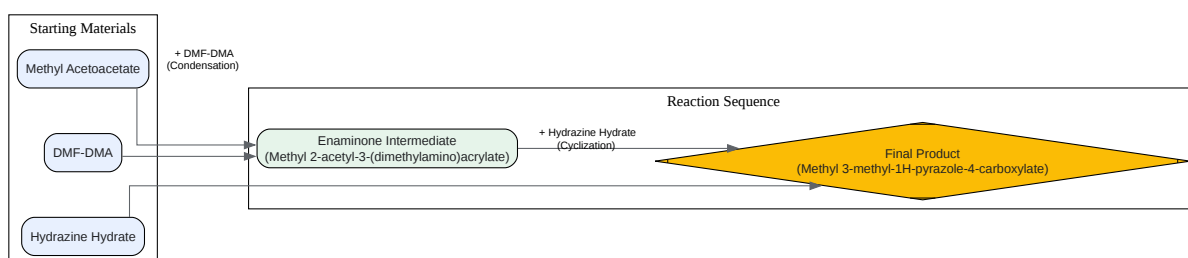 Starting Materials
Methyl Acetoacetate
+ DMF-DMA
(Condensation)
DMF-DMA
Hydrazine Hydrate
Reaction Sequence
Enaminone Intermediate
(Methyl 2-acetyl-3-(dimethylamino)acrylate)
+ Hydrazine Hydrate
(Cyclization)
Final Product
(Methyl 3-methyl-1H-pyrazole-4-carboxylate)